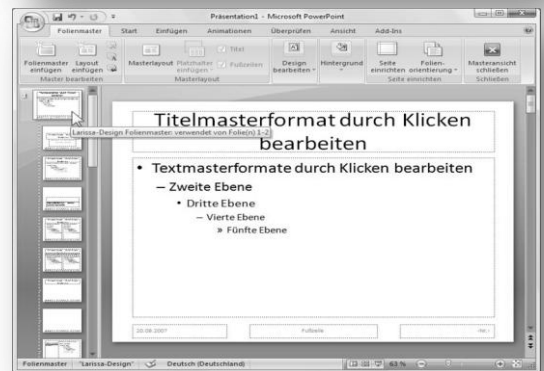 Präsentation1 - Microsoft PowerPoint
Folienmaster Start Einfügen Animationen Überprüfen Ansicht Add-Ins
Folienmaster einfügen
Layout einfügen
Master bearbeiten
Masterlayout
Platzhalter einfügen
Titel
Fußzeilen
Masterlayout
Design bearbeiten
Hintergrund
Seite einrichten
Folienorientierung
Seite einrichten
Masteransicht schließen
Schließen
1
Larissa-Design Folienmaster: verwendet von Folie(n) 1-2
Titelmasterformat durch Klicken
bearbeiten
• Textmasterformate durch Klicken bearbeiten
– Zweite Ebene
• Dritte Ebene
– Vierte Ebene
» Fünfte Ebene
20.08.2007 Fußzeile ‹Nr.›
Folienmaster "Larissa-Design" Deutsch (Deutschland) 63 %